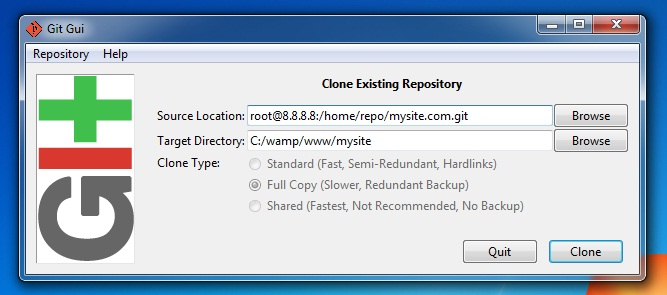 Git Gui
Repository Help
Clone Existing Repository
Source Location: root@8.8.8.8:/home/repo/mysite.com.git Browse
Target Directory: C:/wamp/www/mysite Browse
Clone Type: Standard (Fast, Semi-Redundant, Hardlinks)
Full Copy (Slower, Redundant Backup)
Shared (Fastest, Not Recommended, No Backup)
Quit Clone
GIT